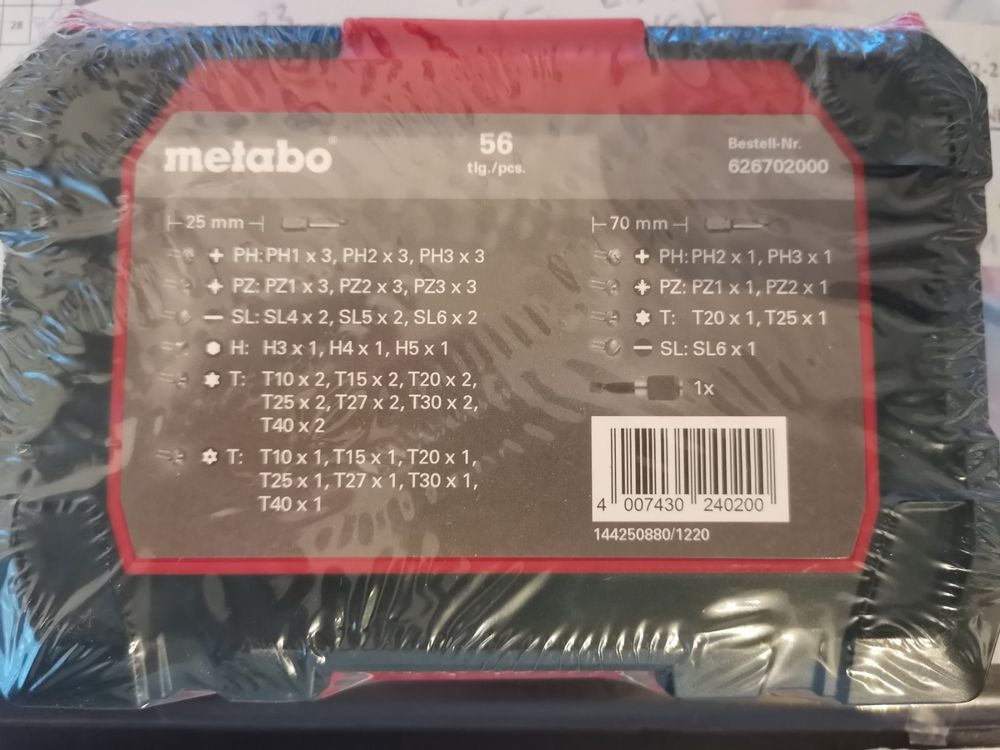 28
23
metabo
56
tlg./pcs.
Bestell-Nr.
626702000
25 mm
PH: PH1 x 3, PH2 x 3, PH3 x 3
PZ: PZ1 x 3, PZ2 x 3, PZ3 x 3
SL: SL4 x 2, SL5 x 2, SL6 x 2
H: H3 x 1, H4 x 1, H5 x 1
T: T10 x 2, T15 x 2, T20 x 2,
T25 x 2, T27 x 2, T30 x 2,
T40 x 2
T: T10 x 1, T15 x 1, T20 x 1,
T25 x 1, T27 x 1, T30 x 1,
T40 x 1
70 mm
PH: PH2 x 1, PH3 x 1
PZ: PZ1 x 1, PZ2 x 1
T: T20 x 1, T25 x 1
SL: SL6 x 1
1x
4 007430 240200
144250880/1220